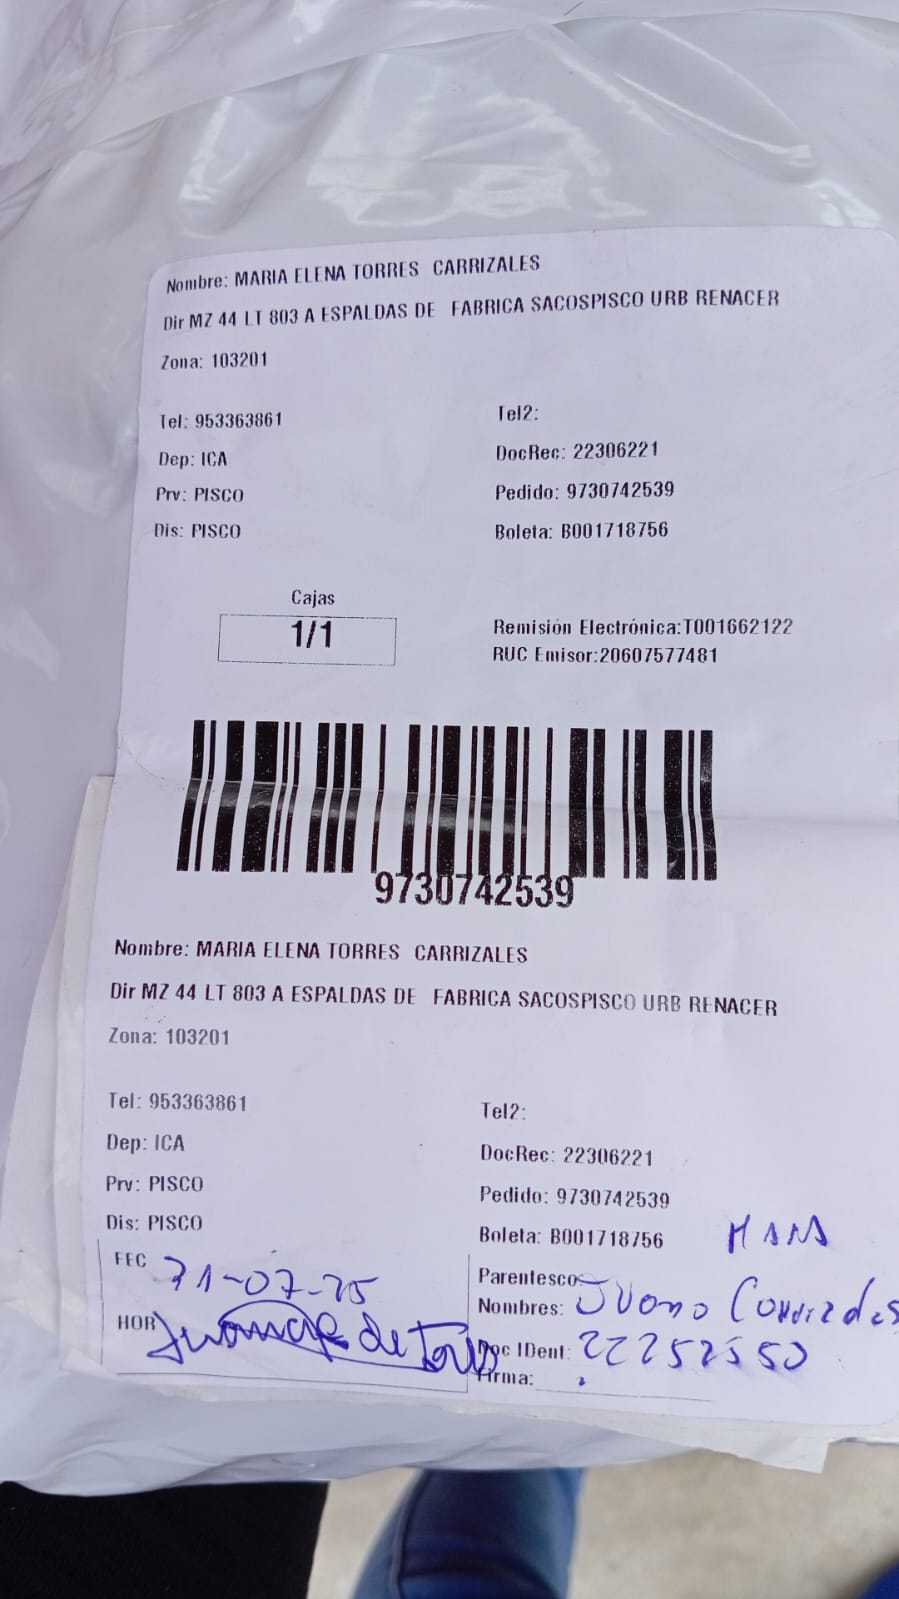 Nombre: MARIA ELENA TORRES CARRIZALES
Dir MZ 44 LT 803 A ESPALDAS DE FABRICA SACOSPISCO URB RENACER
Zona: 103201
Tel: 953363861 Tel2:
Dep: ICA DocRec: 22306221
Prv: PISCO Pedido: 9730742539
Dis: PISCO Boleta: B001718756
Cajas
1/1
Remisión Electrónica:T001662122
RUC Emisor:20607577481
9730742539
Nombre: MARIA ELENA TORRES CARRIZALES
Dir MZ 44 LT 803 A ESPALDAS DE FABRICA SACOSPISCO URB RENACER
Zona: 103201
Tel: 953363861 Tel2:
Dep: ICA DocRec: 22306221
Prv: PISCO Pedido: 9730742539
Dis: PISCO Boleta: B001718756
FEC
Parentesco
Nombres:
HOR de Torres
Doc IDent: 22252550
Firma: